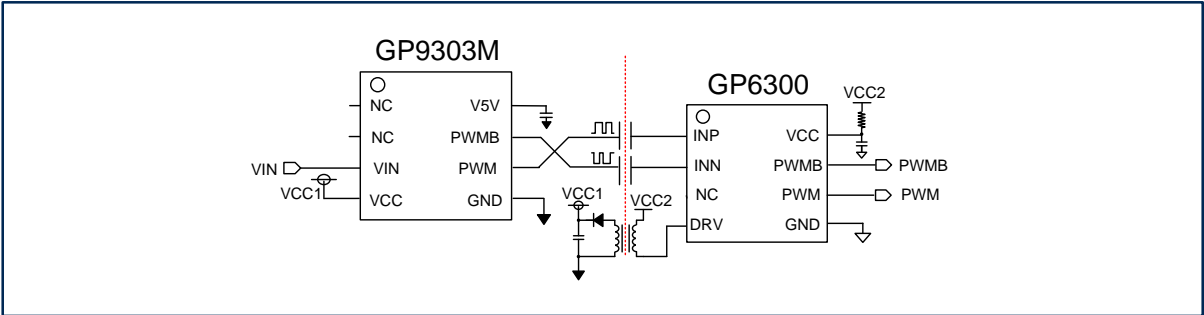 GP9303M
GP6300
NC
V5V
NC
PWMB
VIN
VIN
PWM
VCC1
VCC
GND
VCC2
INP
VCC
INN
PWMB
PWMB
NC
PWM
PWM
DRV
GND
VCC1
VCC2